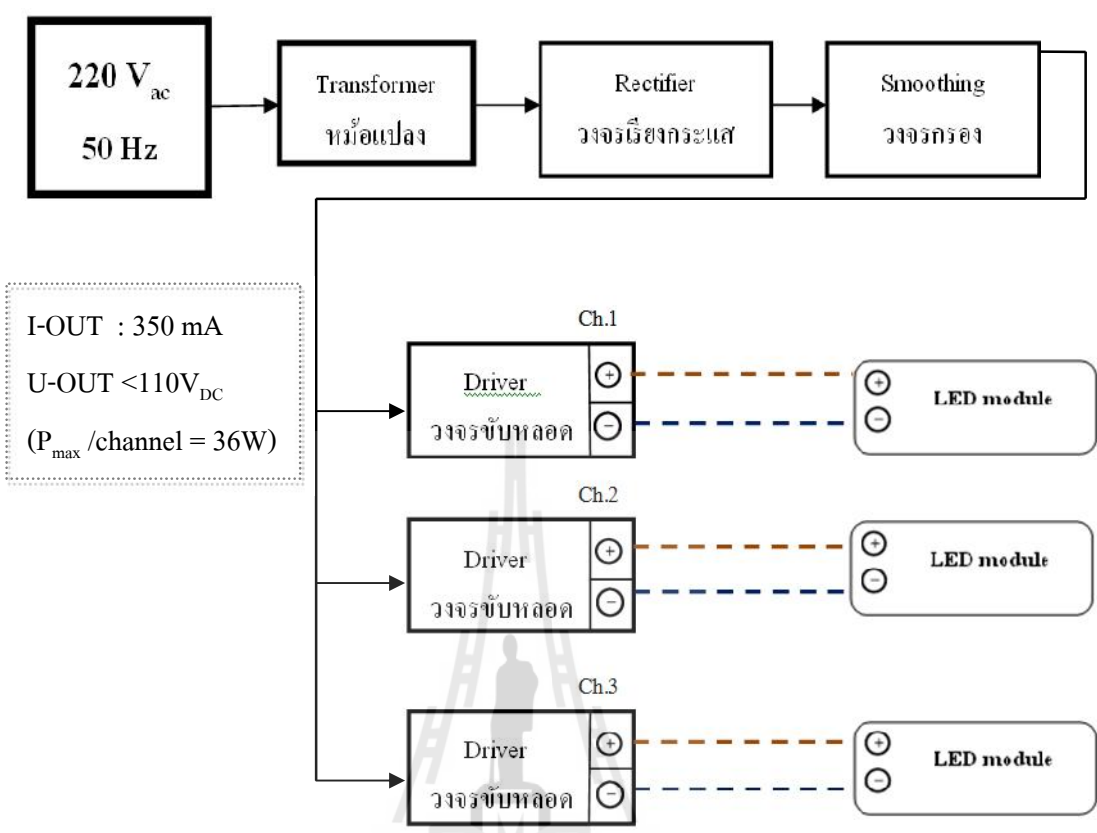 220 Vac
50 Hz
Transformer
หม้อแปลง
Rectifier
วงจรเรียงกระแส
Smoothing
วงจรกรอง
I-OUT : 350 mA
U-OUT <110VDC
(Pmax /channel = 36W)
Ch.1
Driver
วงจรขับหลอด
+
−
+
−
LED module
Ch.2
Driver
วงจรขับหลอด
+
−
+
−
LED module
Ch.3
Driver
วงจรขับหลอด
+
−
+
−
LED module